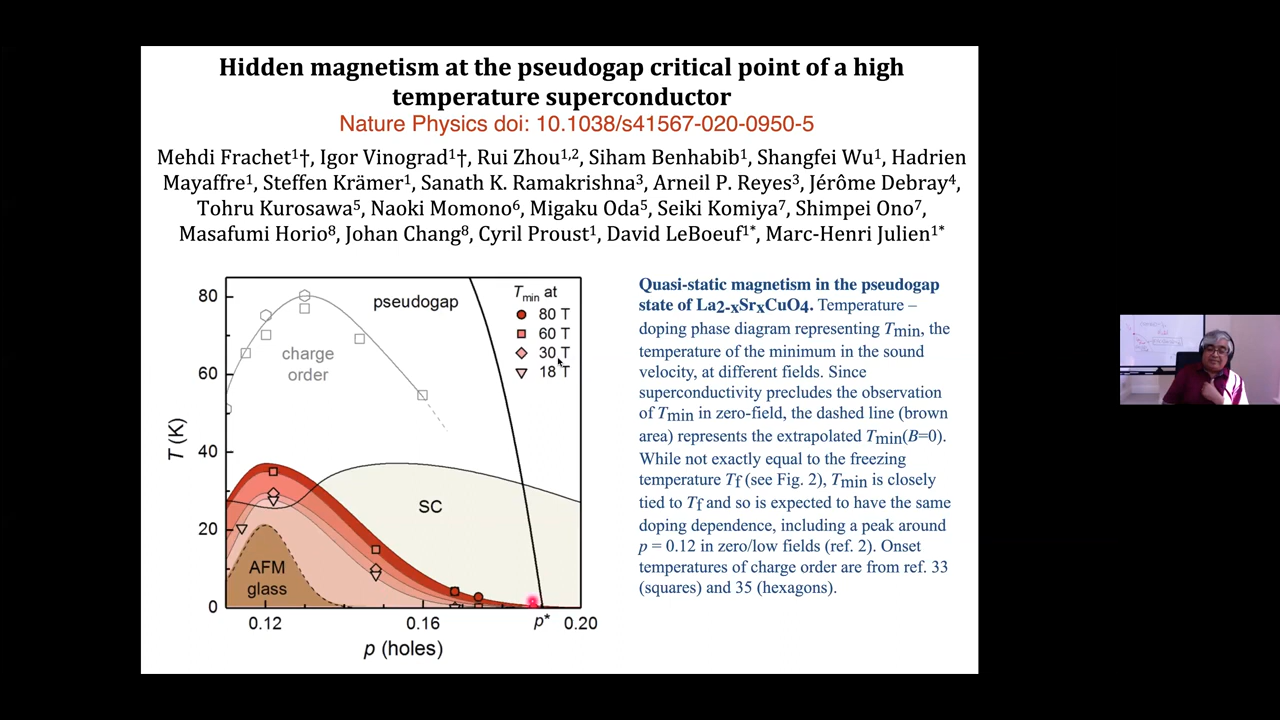 Hidden magnetism at the pseudogap critical point of a high
temperature superconductor
Nature Physics doi: 10.1038/s41567-020-0950-5
Mehdi Frachet1†, Igor Vinograd1†, Rui Zhou1,2, Siham Benhabib1, Shangfei Wu1, Hadrien
Mayaffre1, Steffen Krämer1, Sanath K. Ramakrishna3, Arneil P. Reyes3, Jérôme Debray4,
Tohru Kurosawa5, Naoki Momono6, Migaku Oda5, Seiki Komiya7, Shimpei Ono7,
Masafumi Horio8, Johan Chang8, Cyril Proust1, David LeBoeuf1*, Marc-Henri Julien1*
80
60
40
20
0
T (K)
pseudogap
charge
order
SC
AFM
glass
Tmin at
80 T
60 T
30 T
18 T
0.12
0.16
p*
0.20
p (holes)
Quasi-static magnetism in the pseudogap
state of La2-xSrxCuO4. Temperature –
doping phase diagram representing Tmin, the
temperature of the minimum in the sound
velocity, at different fields. Since
superconductivity precludes the observation
of Tmin in zero-field, the dashed line (brown
area) represents the extrapolated Tmin(B=0).
While not exactly equal to the freezing
temperature Tf (see Fig. 2), Tmin is closely
tied to Tf and so is expected to have the same
doping dependence, including a peak around
p = 0.12 in zero/low fields (ref. 2). Onset
temperatures of charge order are from ref. 33
(squares) and 35 (hexagons).